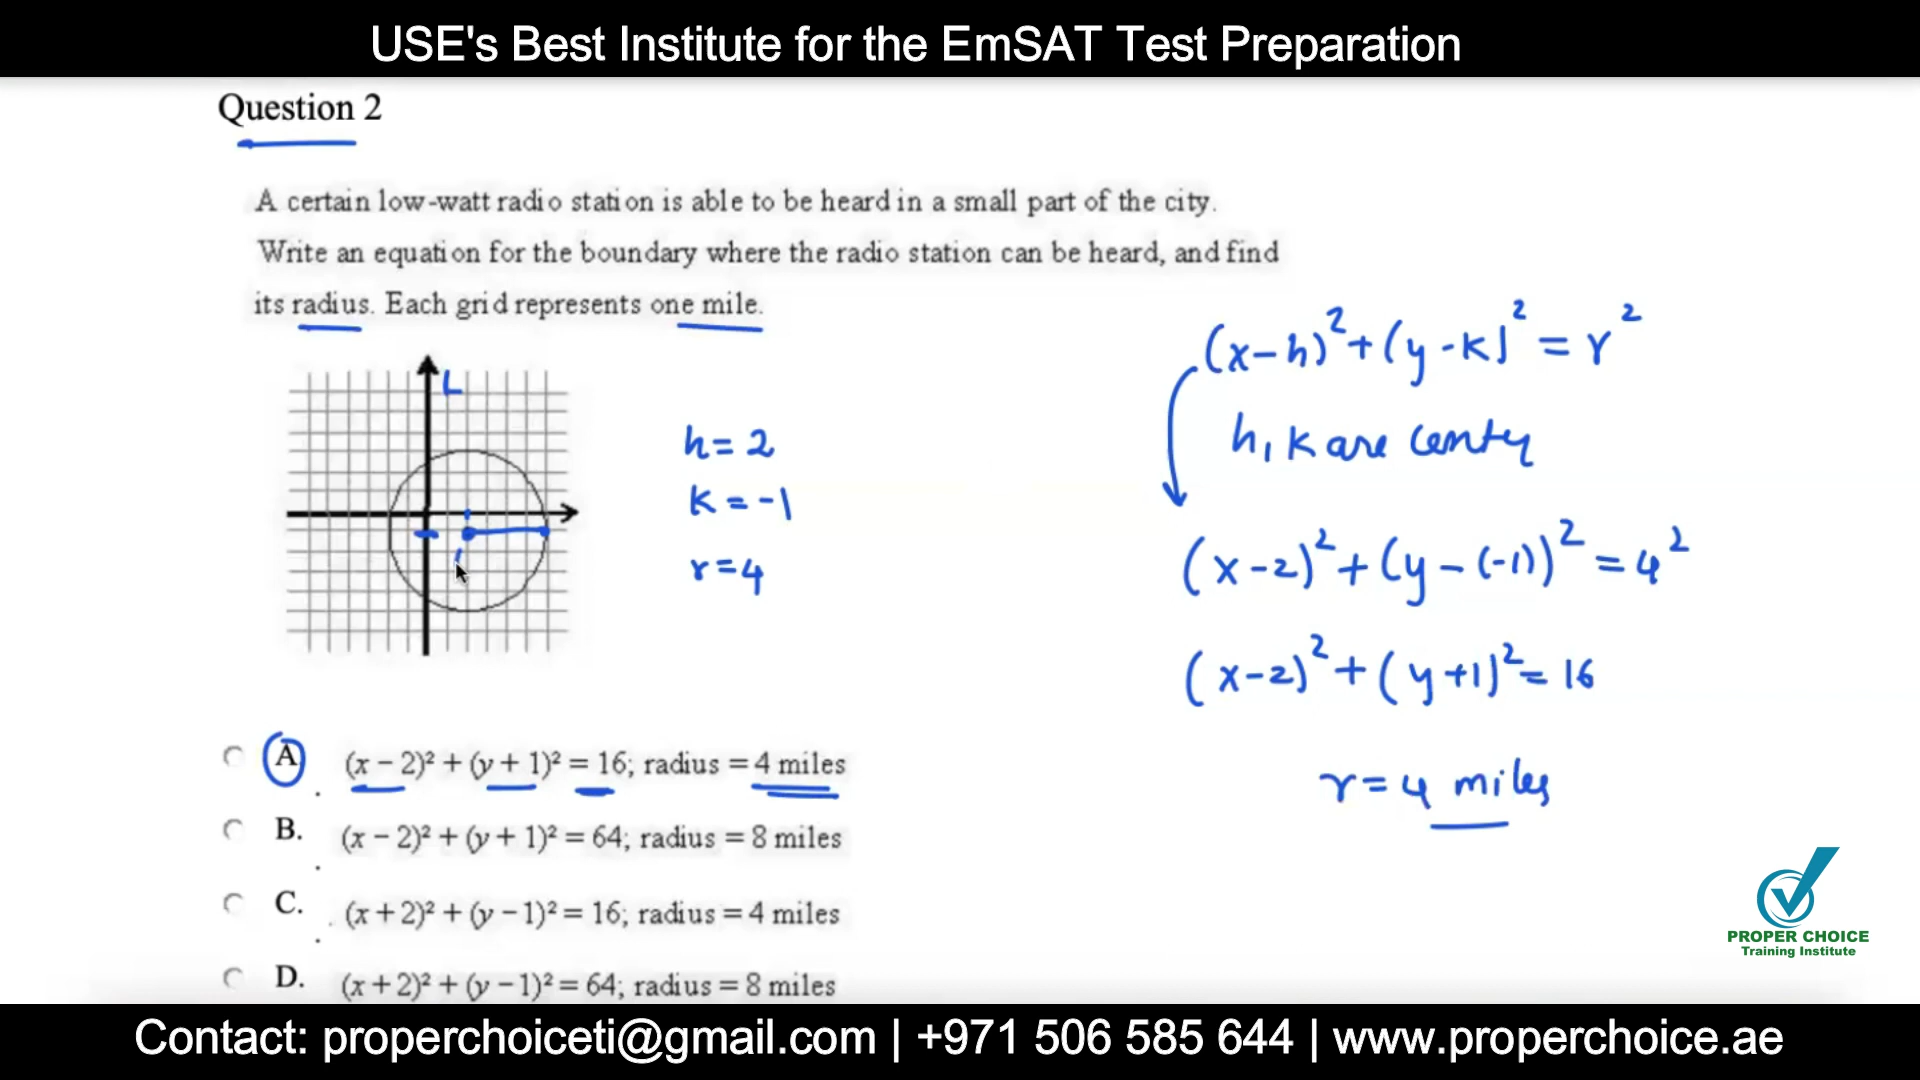 USE's Best Institute for the EmSAT Test Preparation
Question 2
A certain low-watt radio station is able to be heard in a small part of the city.
Write an equation for the boundary where the radio station can be heard, and find
its radius. Each grid represents one mile.
L
h = 2
K = -1
r = 4
(x-h)² + (y-K)² = r²
h, K are
(x-2)² + (y-(-1))² = 4²
(x-2)² + (y+1)² = 16
r = 4 miles
A (x − 2)² + (y + 1)² = 16; radius = 4 miles
B. (x − 2)² + (y + 1)² = 64; radius = 8 miles
C. (x + 2)² + (y − 1)² = 16; radius = 4 miles
D. (x + 2)² + (y − 1)² = 64; radius = 8 miles
PROPER CHOICE
Training Institute
Contact: properchoiceti@gmail.com | +971 506 585 644 | www.properchoice.ae